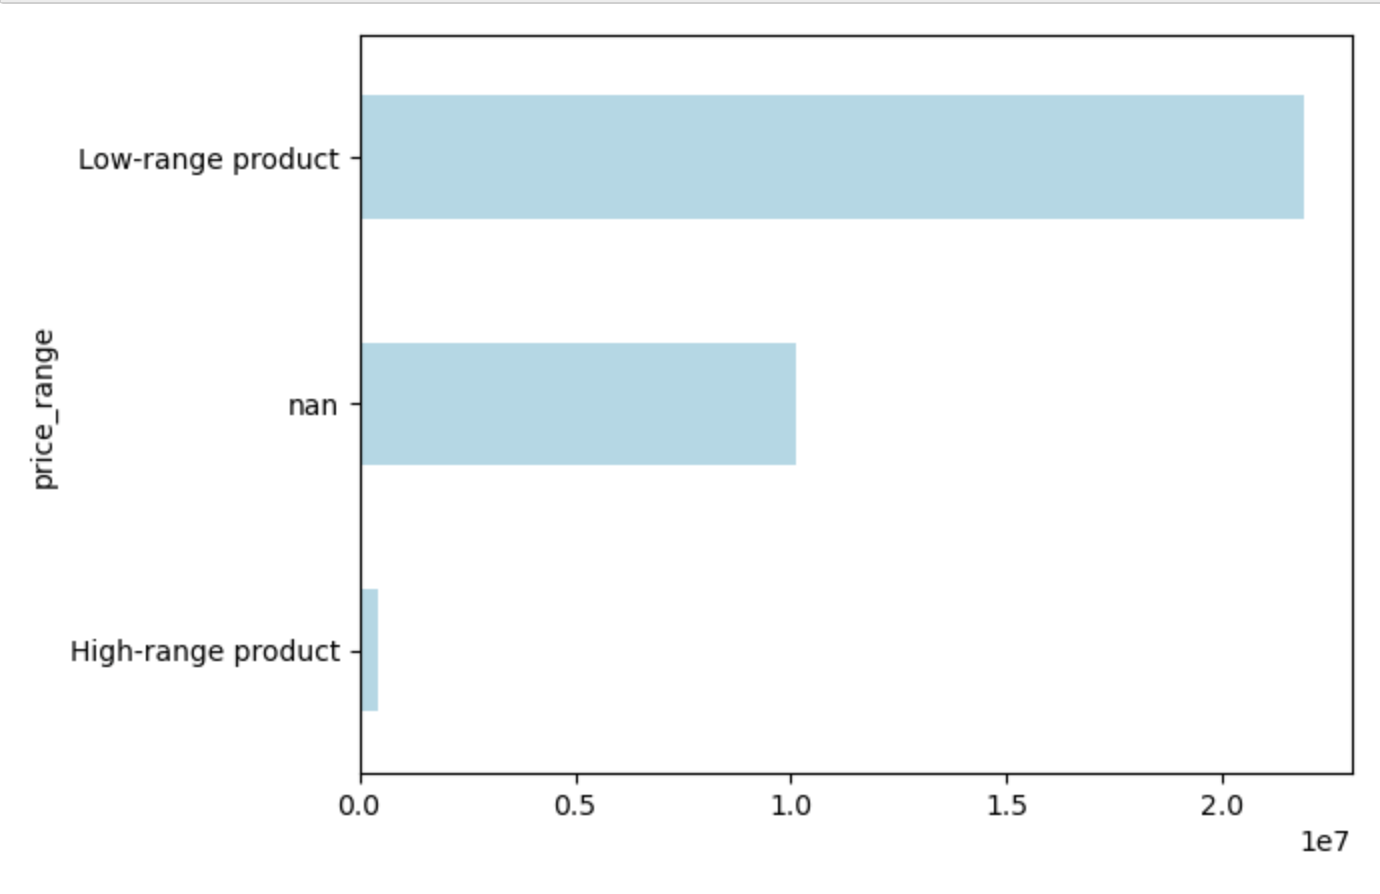 Low-range product
nan
High-range product
price_range
0.0 0.5 1.0 1.5 2.0
1e7